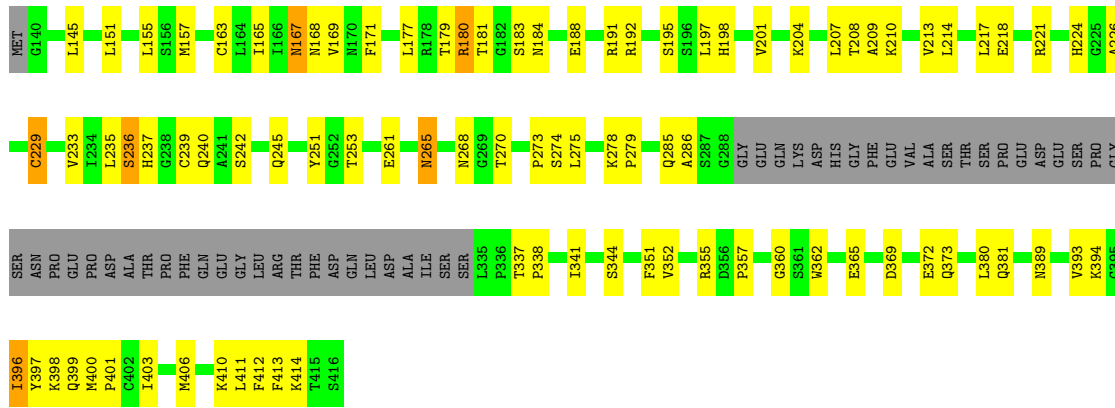 MET G140 L145 L151 L155 S156 M157 C163 L164 I165 I166 N167 N168 V169 N170 F171 L177 R178 T179 R180 T181 G182 S183 N184 E188 R191 R192 S195 S196 L197 H198 V201 K204 L207 T208 A209 K210 V213 L214 L217 E218 R221 H224 G225 A226
C229 V233 I234 L235 S236 H237 G238 C239 Q240 A241 S242 Q245 Y251 G252 T253 E261 N265 N268 G269 T270 P273 S274 L275 K278 P279 Q285 A286 S287 G288 GLY GLU GLN LYS ASP HIS GLY PHE GLU VAL ALA SER THR SER PRO GLU ASP GLU SER PRO GLY
SER ASN PRO GLU PRO ASP ALA THR PRO PHE GLN GLU GLY LEU ARG THR PHE ASP GLN LEU ASP ALA ILE SER SER L335 P336 T337 P338 I341 S344 F351 V352 R355 D356 P357 G360 S361 W362 E365 D369 E372 Q373 L380 Q381 N389 V393 K394 G395
I396 Y397 K398 Q399 M400 P401 C402 I403 M406 K410 L411 F412 F413 K414 T415 S416